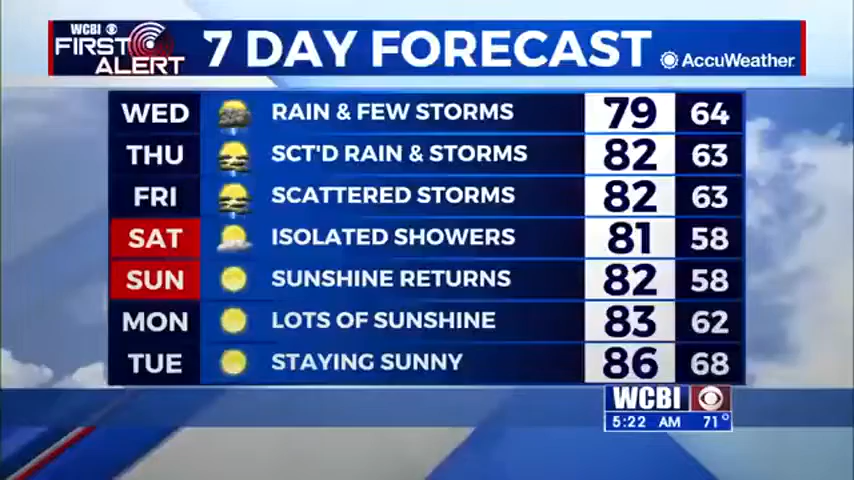 WCBI
FIRST
ALERT
7 DAY FORECAST
AccuWeather
WED RAIN & FEW STORMS 79 64
THU SCT'D RAIN & STORMS 82 63
FRI SCATTERED STORMS 82 63
SAT ISOLATED SHOWERS 81 58
SUN SUNSHINE RETURNS 82 58
MON LOTS OF SUNSHINE 83 62
TUE STAYING SUNNY 86 68
WCBI
5:22 AM 71°